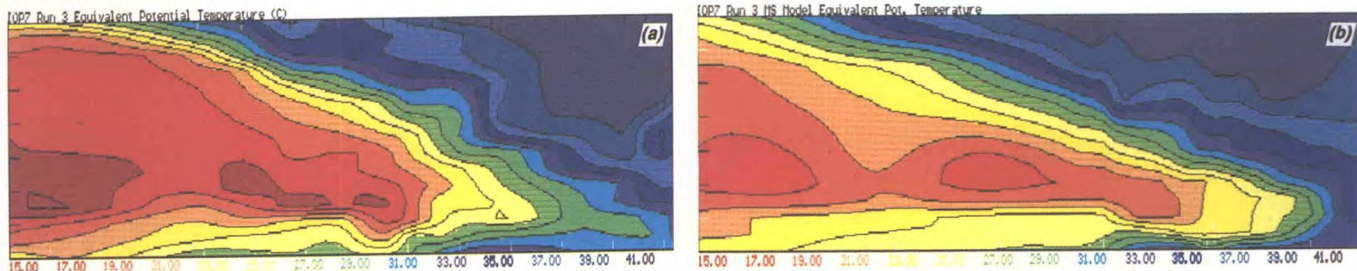 IOP7 Run 3 Equivalent Potential Temperature (C)
(a)
15.00 17.00 19.00 21.00 27.00 29.00 31.00 33.00 35.00 37.00 39.00 41.00
IOP7 Run 3 MS Model Equivalent Pot. Temperature
(b)
15.00 17.00 19.00 21.00 27.00 29.00 31.00 33.00 35.00 37.00 39.00 41.00